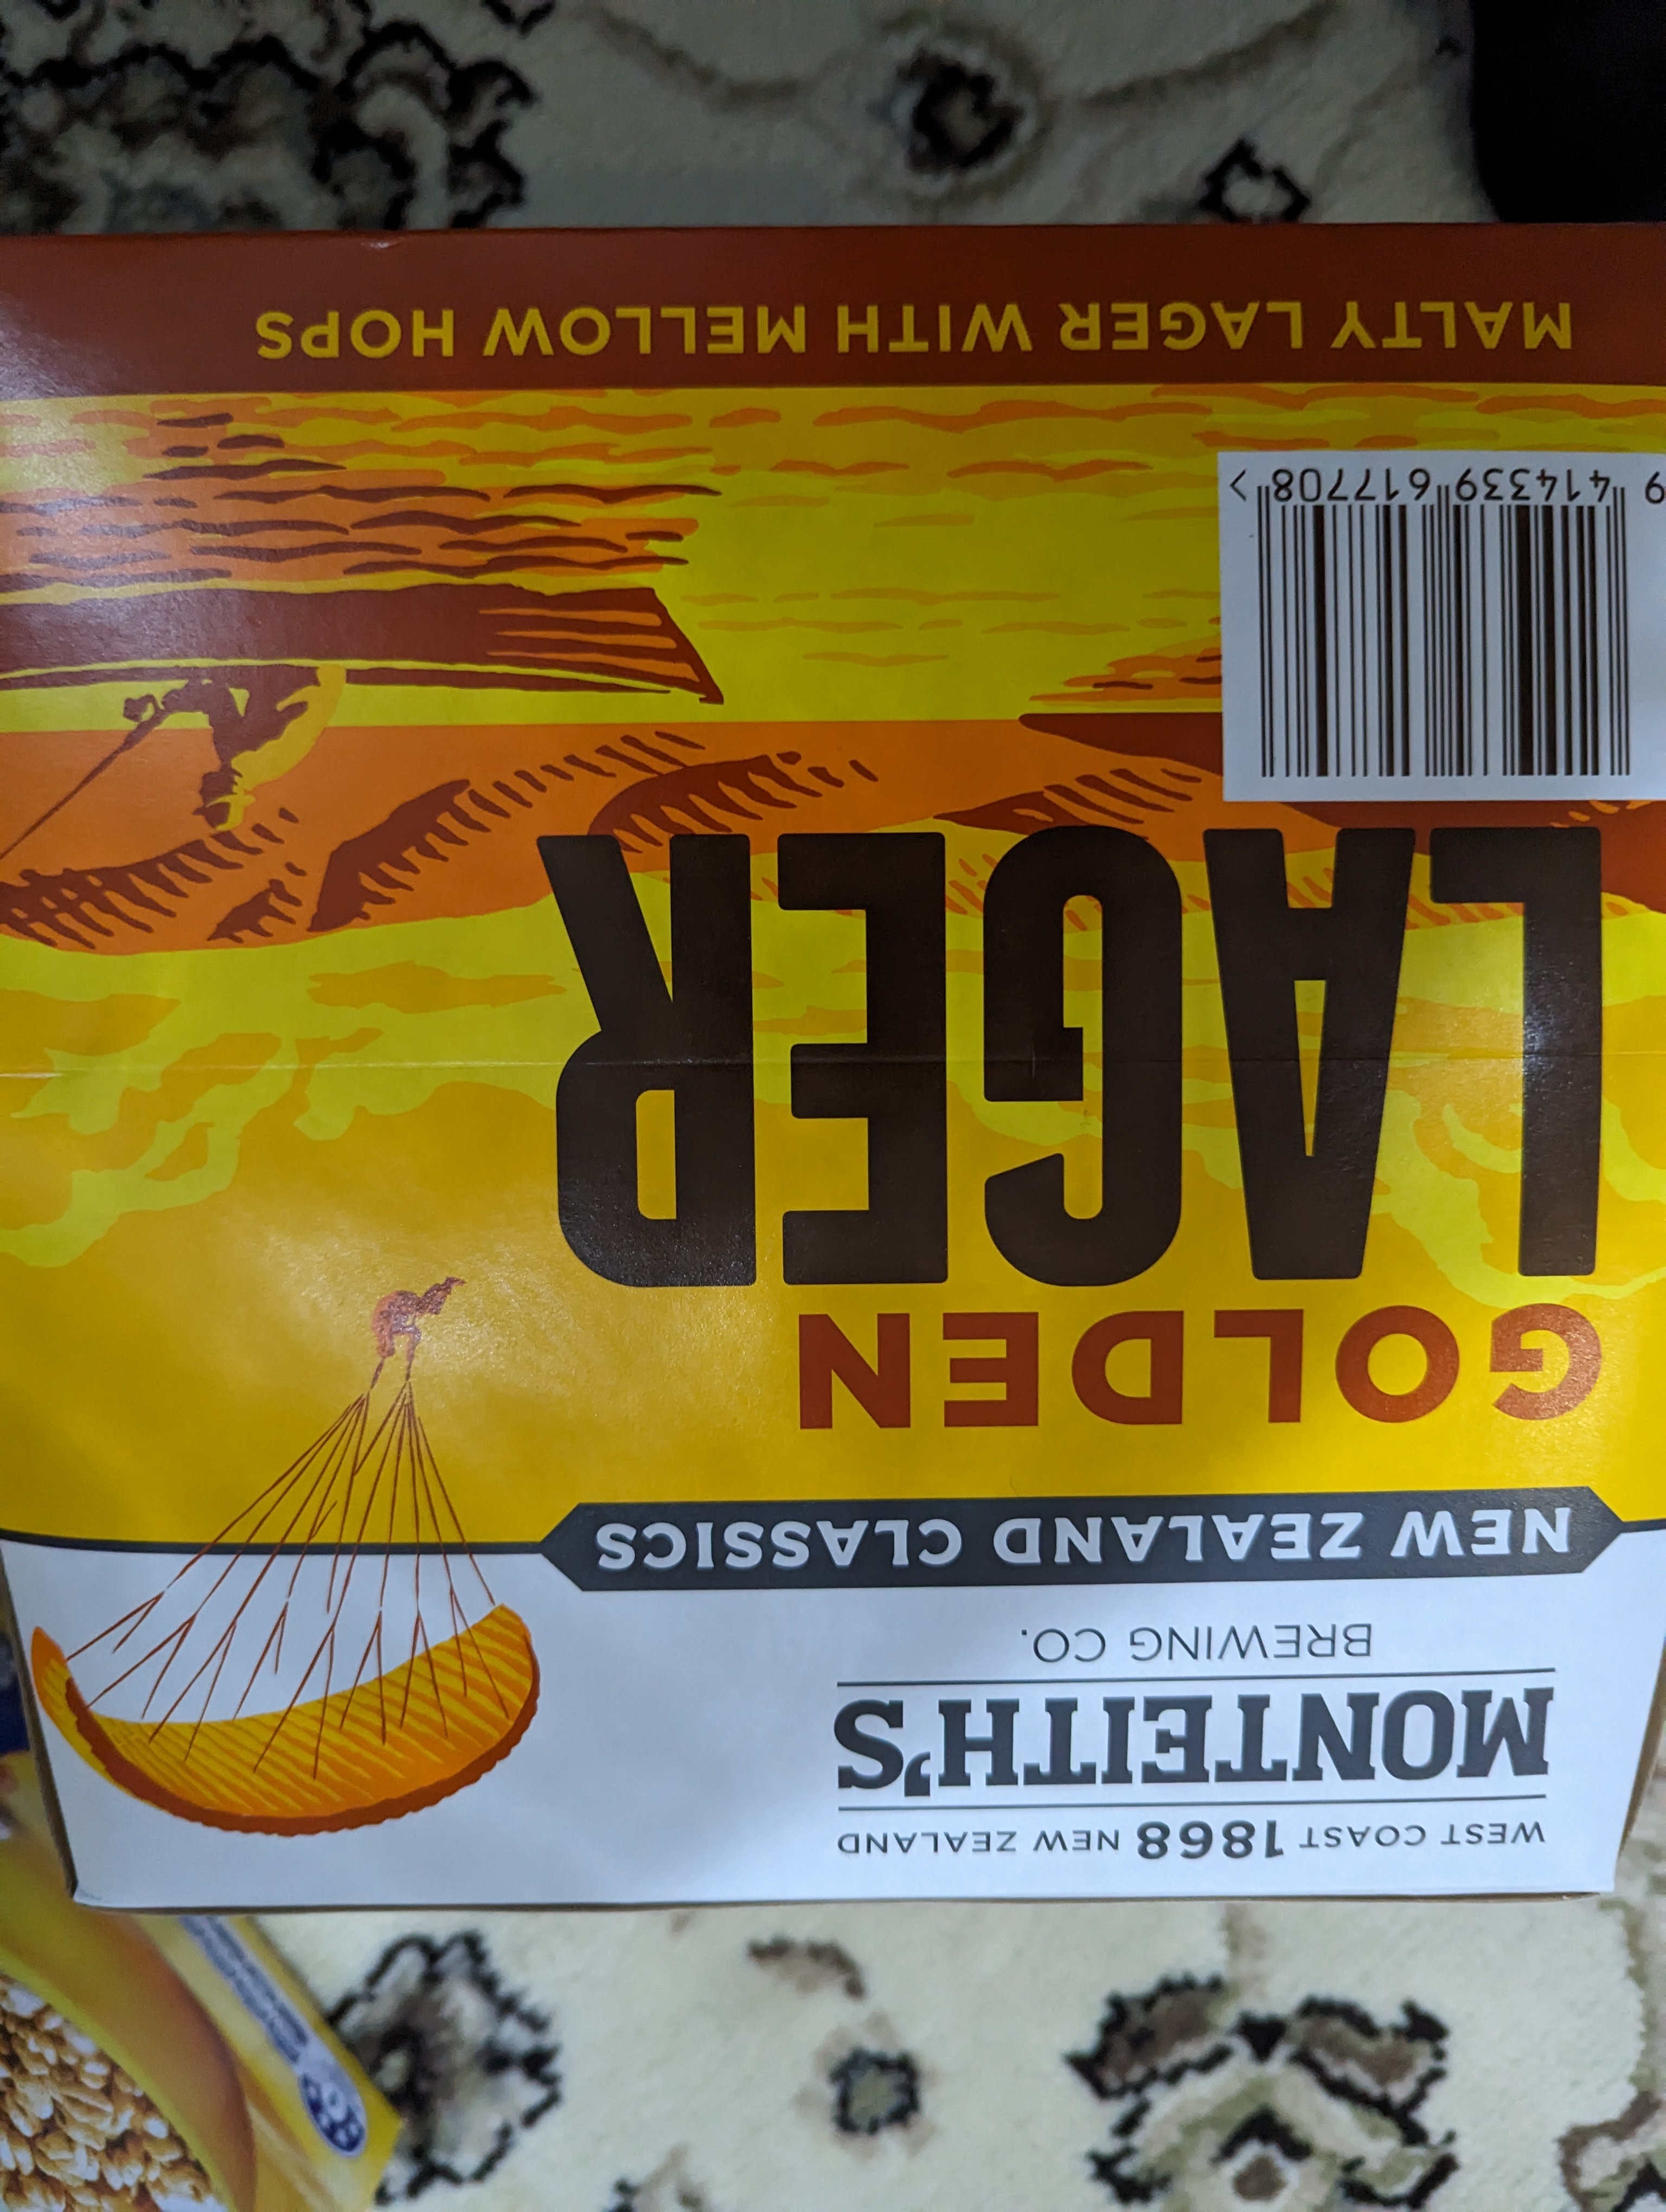 WEST COAST 1868 NEW ZEALAND
MONTEITH'S
BREWING CO.
NEW ZEALAND CLASSICS
GOLDEN
LAGER
9 414339 617708 >
MALTY LAGER WITH MELLOW HOPS